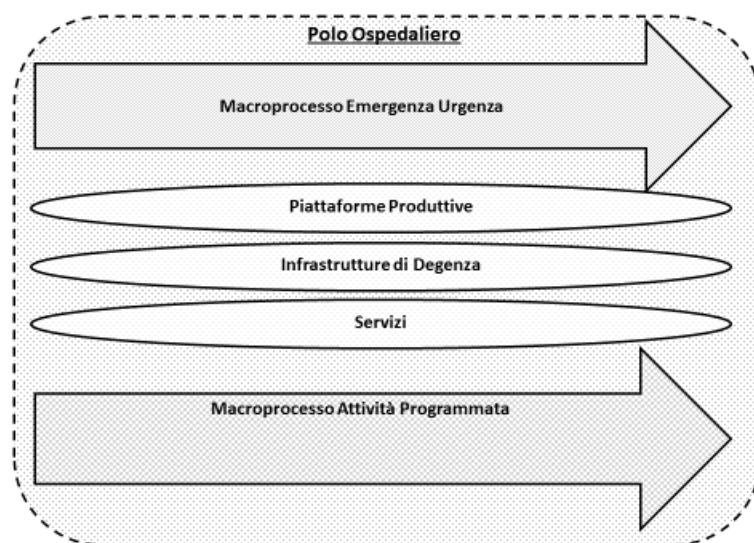 Polo Ospedaliero
Macroprocesso Emergenza Urgenza
Piattaforme Produttive
Infrastrutture di Degenza
Servizi
Macroprocesso Attività Programmata